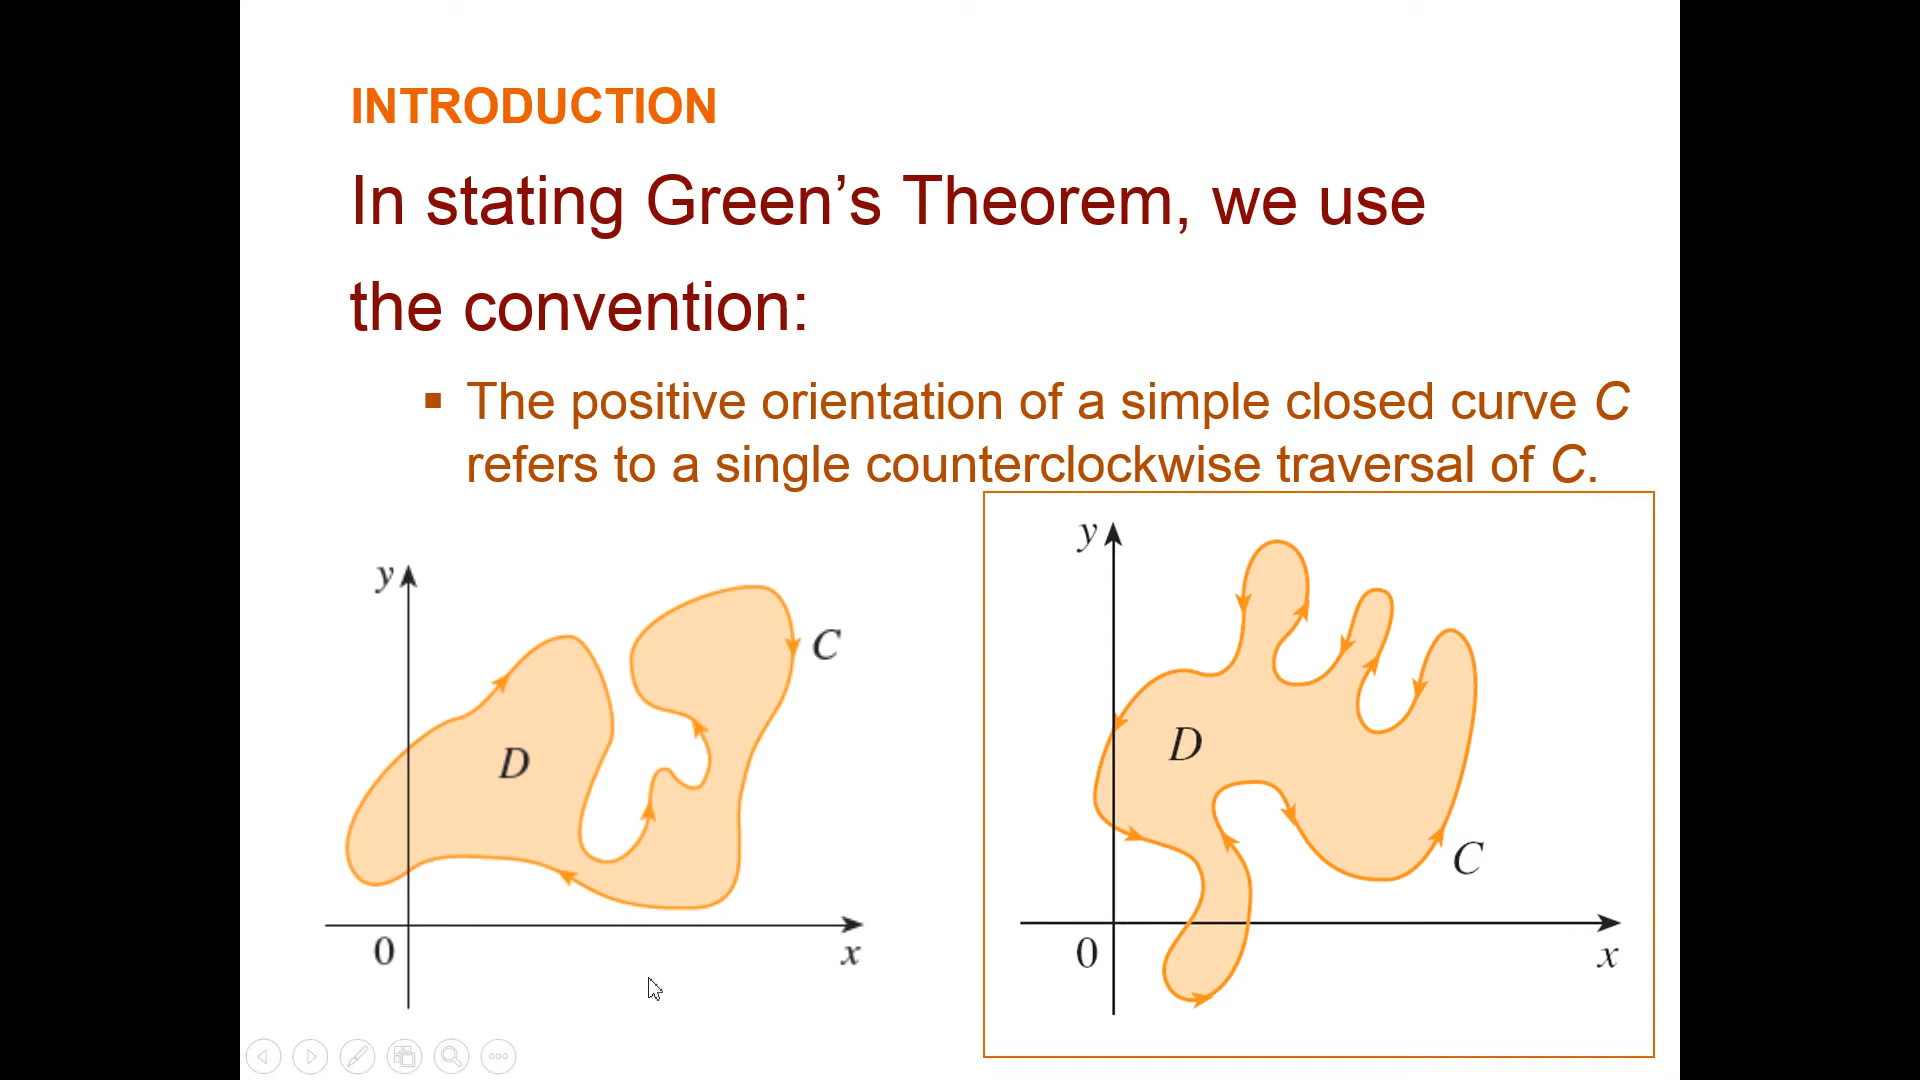 INTRODUCTION
In stating Green’s Theorem, we use
the convention:
▪ The positive orientation of a simple closed curve C
refers to a single counterclockwise traversal of C.
y
C
D
0
x
y
D
C
0
x